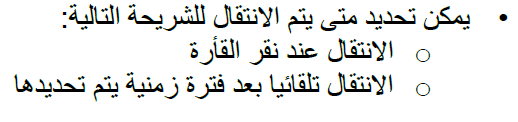 • يمكن تحديد متى يتم الانتقال للشريحة التالية:
o الانتقال عند نقر القأرة
o الانتقال تلقائيا بعد فترة زمنية يتم تحديدها